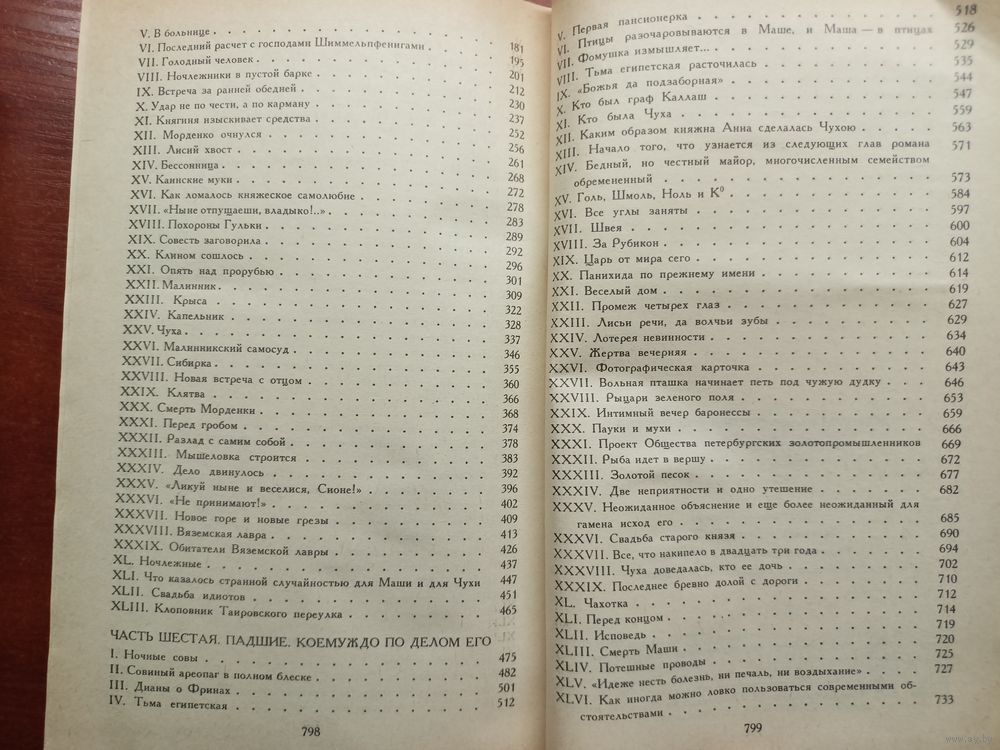 V. В больнице 181
VI. Последний расчет с господами Шиммельпфенигами 195
VII. Голодный человек 201
VIII. Ночлежники в пустой барке 212
IX. Встреча за ранней обедней 230
X. Удар не по чести, а по карману 237
XI. Княгиня изыскивает средства 252
XII. Морденко очнулся 256
XIII. Лисий хвост 261
XIV. Бессонница 268
XV. Каинские муки 272
XVI. Как ломалось княжеское самолюбие 278
XVII. «Ныне отпущаеши, владыко!..» 283
XVIII. Похороны Гульки 289
XIX. Совесть заговорила 292
XX. Клином сошлось 296
XXI. Опять над прорубью 301
XXII. Малинник 309
XXIII. Крыса 322
XXIV. Капельник 328
XXV. Чуха 337
XXVI. Малинникский самосуд 346
XXVII. Сибирка 355
XXVIII. Новая встреча с отцом 360
XXIX. Клятва 366
XXX. Смерть Морденки 368
XXXI. Перед гробом 374
XXXII. Разлад с самим собой 378
XXXIII. Мышеловка строится 383
XXXIV. Дело двинулось 392
XXXV. «Ликуй ныне и веселися, Сионе!» 396
XXXVI. «Не принимают!» 402
XXXVII. Новое горе и новые грезы 409
XXXVIII. Вяземская лавра 413
XXXIX. Обитатели Вяземской лавры 426
XL. Ночлежные 437
XLI. Что казалось странной случайностью для Маши и для Чухи 447
XLII. Свадьба идиотов 451
XLIII. Клоповник Таировского переулка 465
ЧАСТЬ ШЕСТАЯ. ПАДШИЕ. КОЕМУЖДО ПО ДЕЛОМ ЕГО
I. Ночные совы 475
II. Совиный ареопаг в полном блеске 482
III. Дианы о Фринах 501
IV. Тьма египетская 512
798
V. Первая пансионерка 518
VI. Птицы разочаровываются в Маше, и Маша — в птицах 526
VII. Фомушка измышляет... 529
VIII. Тьма египетская расточилась 535
IX. «Божья да подзаборная» 544
X. Кто был граф Каллаш 547
XI. Кто была Чуха 559
XII. Каким образом княжна Анна сделалась Чухою 563
XIII. Начало того, что узнается из следующих глав романа 571
XIV. Бедный, но честный майор, многочисленным семейством
обремененный 573
XV. Голь, Шмоль, Ноль и К⁰ 584
XVI. Все углы заняты 597
XVII. Швея 600
XVIII. За Рубикон 604
XIX. Царь от мира сего 612
XX. Панихида по прежнему имени 614
XXI. Веселый дом 619
XXII. Промеж четырех глаз 627
XXIII. Лисьи речи, да волчьи зубы 629
XXIV. Лотерея невинности 634
XXV. Жертва вечерняя 640
XXVI. Фотографическая карточка 643
XXVII. Вольная пташка начинает петь под чужую дудку 646
XXVIII. Рыцари зеленого поля 653
XXIX. Интимный вечер баронессы 659
XXX. Пауки и мухи 666
XXXI. Проект Общества петербургских золотопромышленников 669
XXXII. Рыба идет в вершу 672
XXXIII. Золотой песок 677
XXXIV. Две неприятности и одно утешение 682
XXXV. Неожиданное объяснение и еще более неожиданный для
гамена исход его 685
XXXVI. Свадьба старого князя 690
XXXVII. Все, что накипело в двадцать три года 694
XXXVIII. Чуха доведалась, кто ее дочь 702
XXXIX. Последнее бревно долой с дороги 710
XL. Чахотка 712
XLI. Перед концом 714
XLII. Исповедь 719
XLIII. Смерть Маши 720
XLIV. Потешные проводы 725
XLV. «Идеже несть болезнь, ни печаль, ни воздыхание» 727
XLVI. Как иногда можно ловко пользоваться современными об-
стоятельствами 733
799